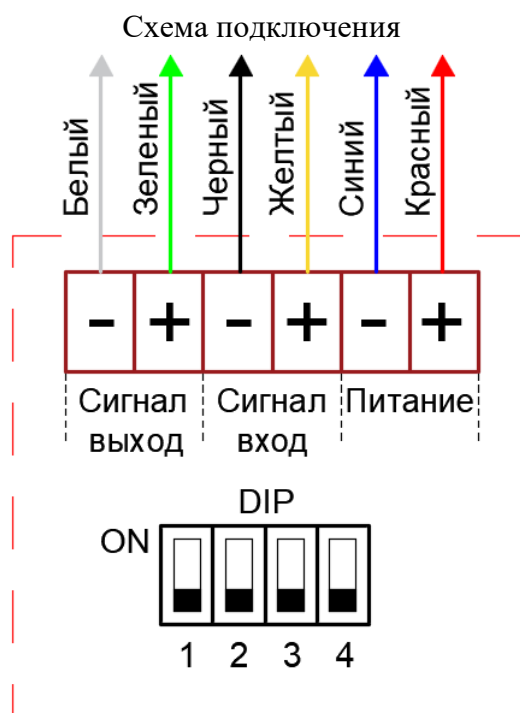 Схема подключения
Белый
Зеленый
Черный
Желтый
Синий
Красный
- + - + - +
Сигнал выход
Сигнал вход
Питание
DIP
ON
1 2 3 4